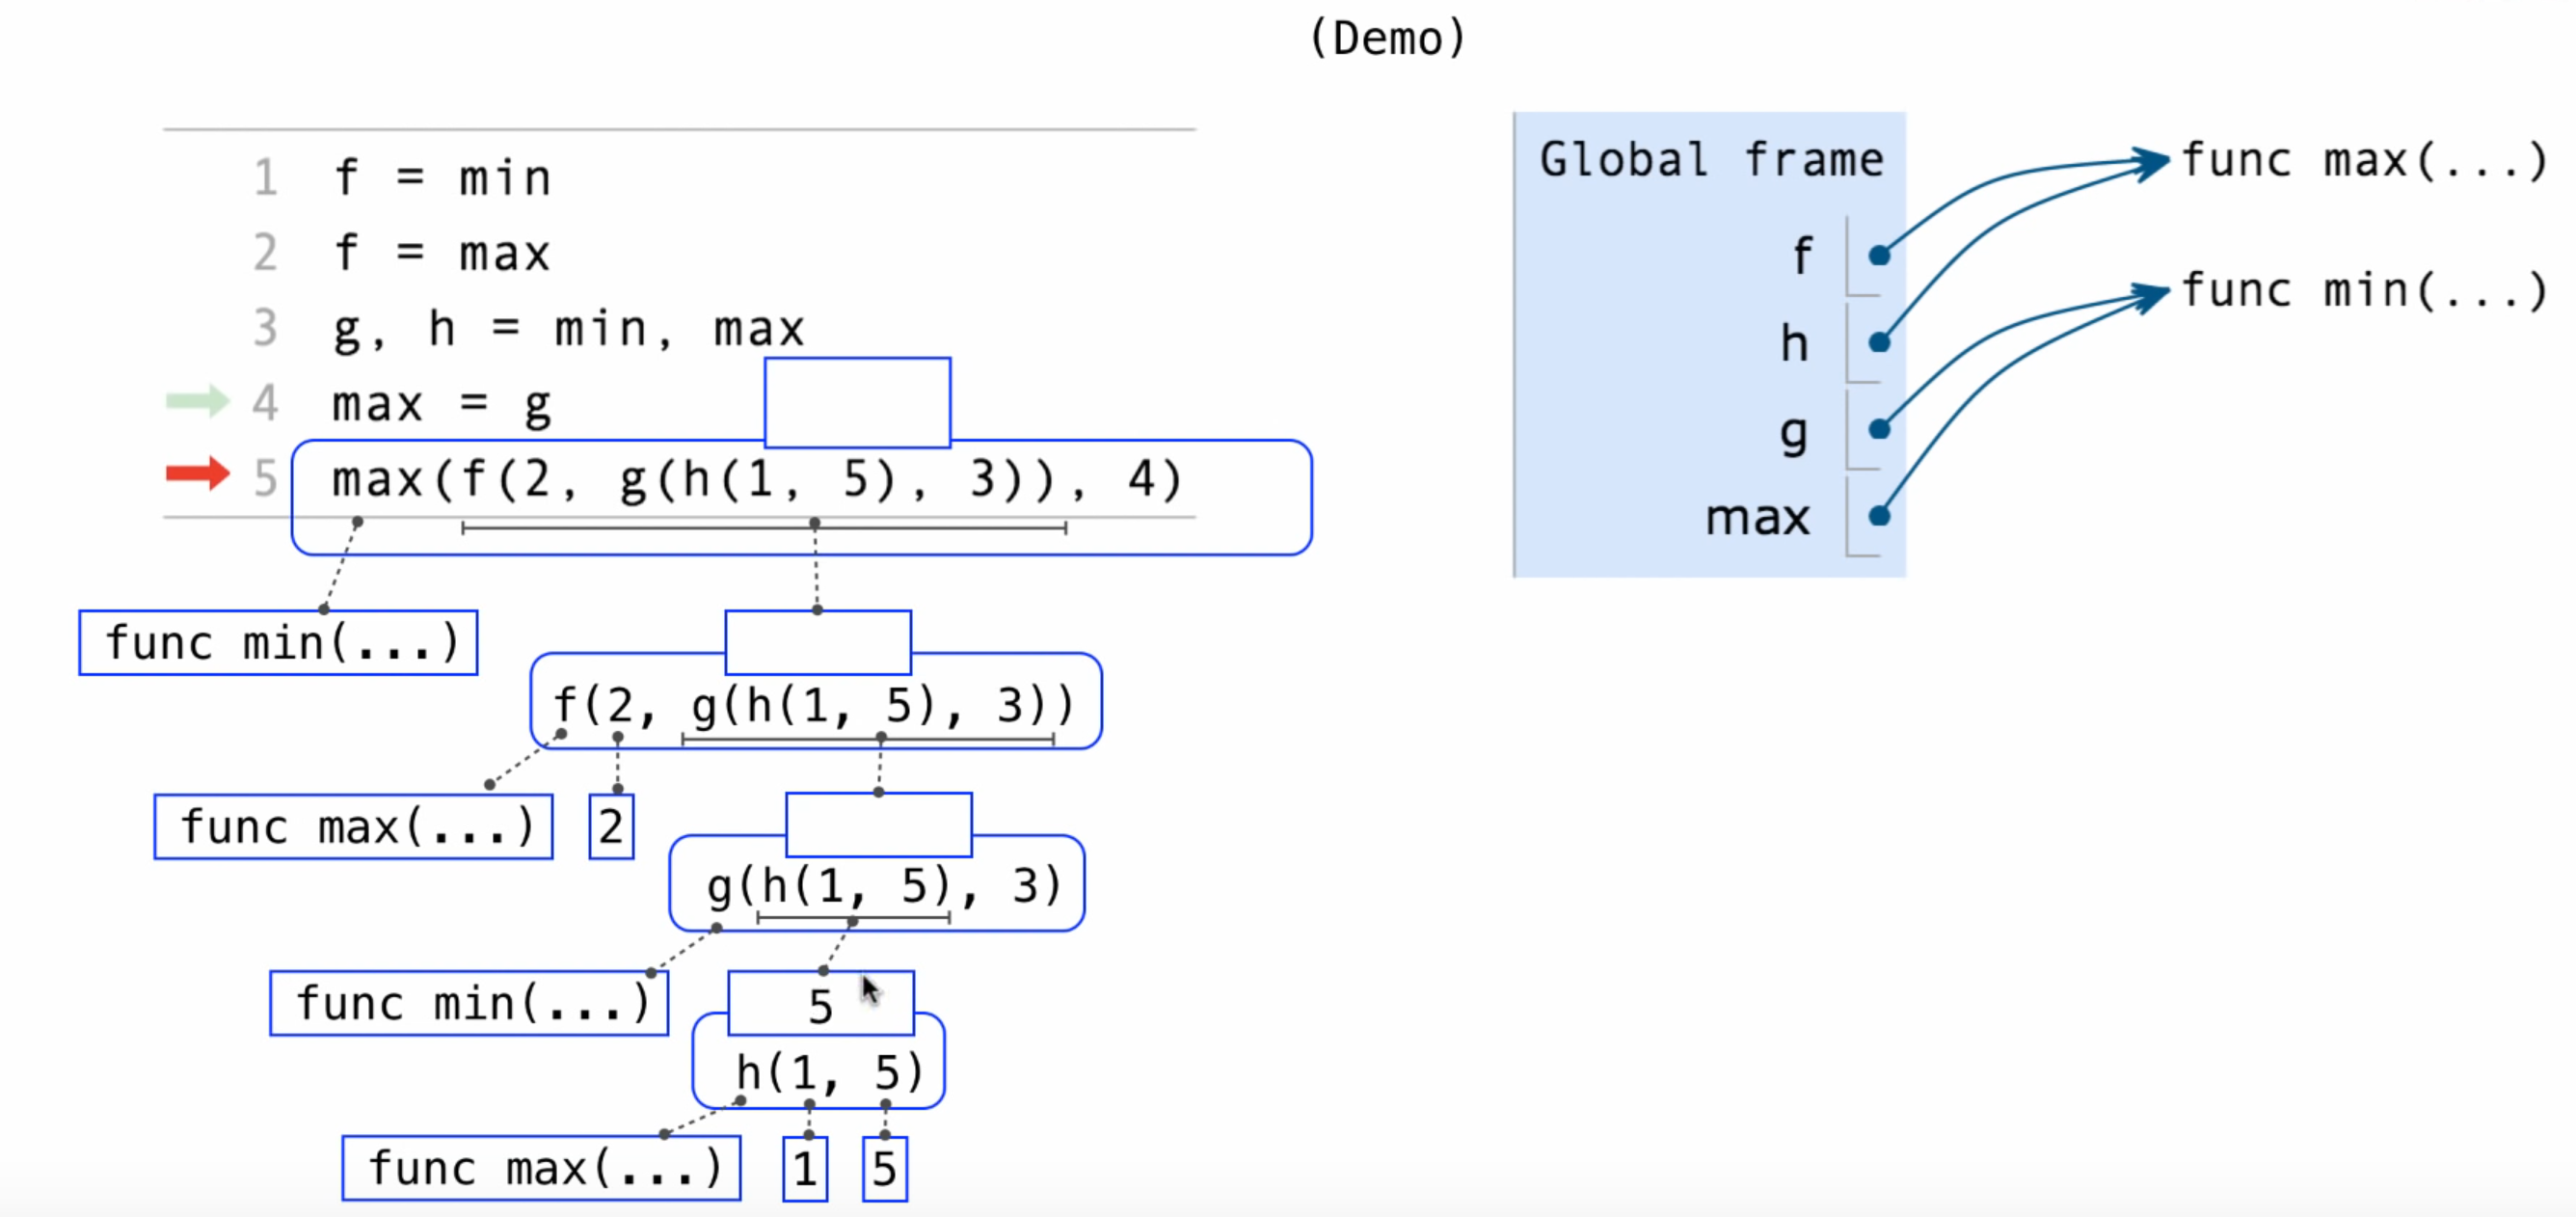 (Demo)
1 f = min
2 f = max
3 g, h = min, max
4 max = g
5 max(f(2, g(h(1, 5), 3)), 4)
Global frame
f
h
g
max
func max(...)
func min(...)
func min(...)
f(2, g(h(1, 5), 3))
func max(...)
2
g(h(1, 5), 3)
func min(...)
5
h(1, 5)
func max(...)
1
5